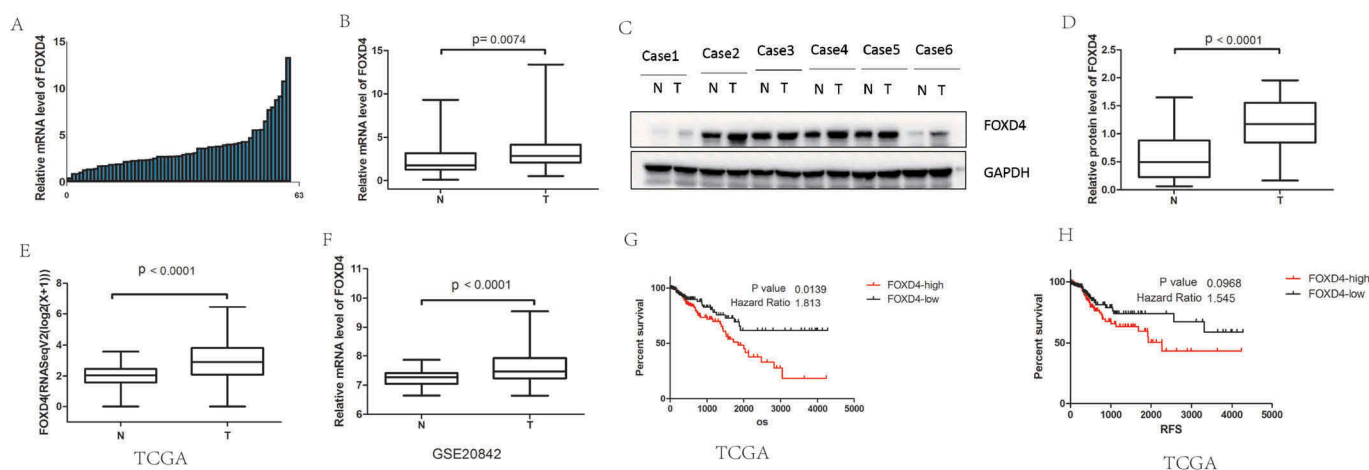 A
Relative mRNA level of FOXD4
15
10
5
0
0
63
B
p= 0.0074
Relative mRNA level of FOXD4
15
10
5
0
N
T
C
Case1 Case2 Case3 Case4 Case5 Case6
N T N T N T N T N T N T
FOXD4
GAPDH
D
p < 0.0001
Relative protein level of FOXD4
2.5
2.0
1.5
1.0
0.5
0.0
N
T
E
p < 0.0001
FOXD4(RNASeqV2(log2(X+1)))
8
6
4
2
0
N
T
TCGA
F
p < 0.0001
Relative mRNA level of FOXD4
11
10
9
8
7
6
N
T
GSE20842
G
FOXD4-high
FOXD4-low
P value 0.0139
Hazard Ratio 1.813
Percent survival
100
50
0
0 1000 2000 3000 4000 5000
OS
TCGA
H
FOXD4-high
FOXD4-low
P value 0.0968
Hazard Ratio 1.545
Percent survival
100
50
0
0 1000 2000 3000 4000 5000
RFS
TCGA